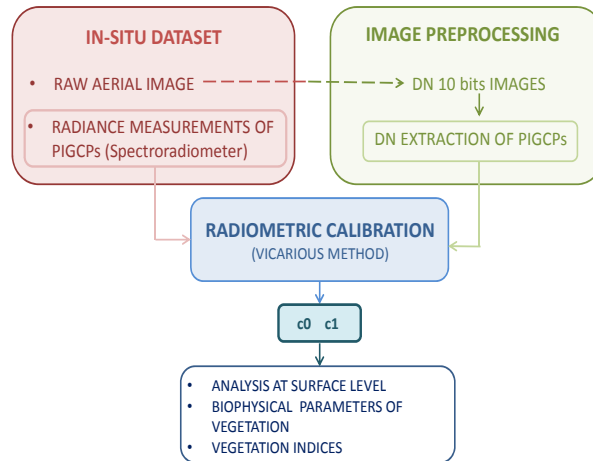 IN-SITU DATASET
• RAW AERIAL IMAGE
• RADIANCE MEASUREMENTS OF
PIGCPs (Spectroradiometer)
IMAGE PREPROCESSING
DN 10 bits IMAGES
DN EXTRACTION OF PIGCPs
RADIOMETRIC CALIBRATION
(VICARIOUS METHOD)
c0 c1
• ANALYSIS AT SURFACE LEVEL
• BIOPHYSICAL PARAMETERS OF
VEGETATION
• VEGETATION INDICES